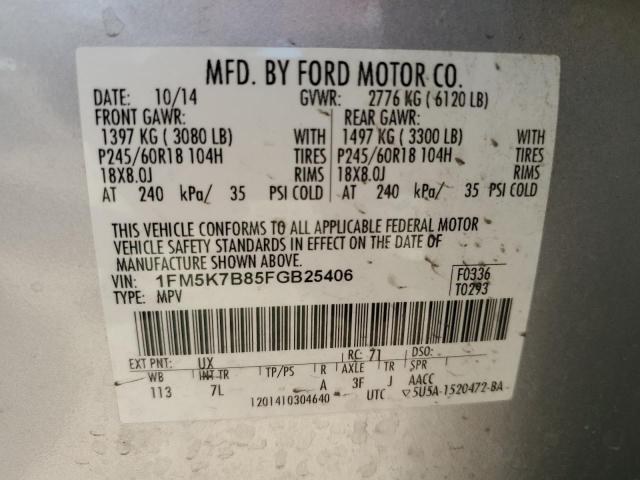 MFD. BY FORD MOTOR CO.
DATE: 10/14 GVWR: 2776 KG ( 6120 LB)
FRONT GAWR: REAR GAWR:
1397 KG ( 3080 LB) WITH 1497 KG ( 3300 LB) WITH
P245/60R18 104H TIRES P245/60R18 104H TIRES
18X8.0J RIMS 18X8.0J RIMS
AT 240 kPa/ 35 PSI COLD AT 240 kPa/ 35 PSI COLD
THIS VEHICLE CONFORMS TO ALL APPLICABLE FEDERAL MOTOR
VEHICLE SAFETY STANDARDS IN EFFECT ON THE DATE OF
MANUFACTURE SHOWN ABOVE.
VIN: 1FM5K7B85FGB25406 F0336
TYPE: MPV T0293
EXT PNT: UX RC: 71 DSO:
WB INT TR TP/PS R AXLE TR SPR
113 7L A 3F J AACC
1201410304640 UTC ▽5U5A-1520472-BA